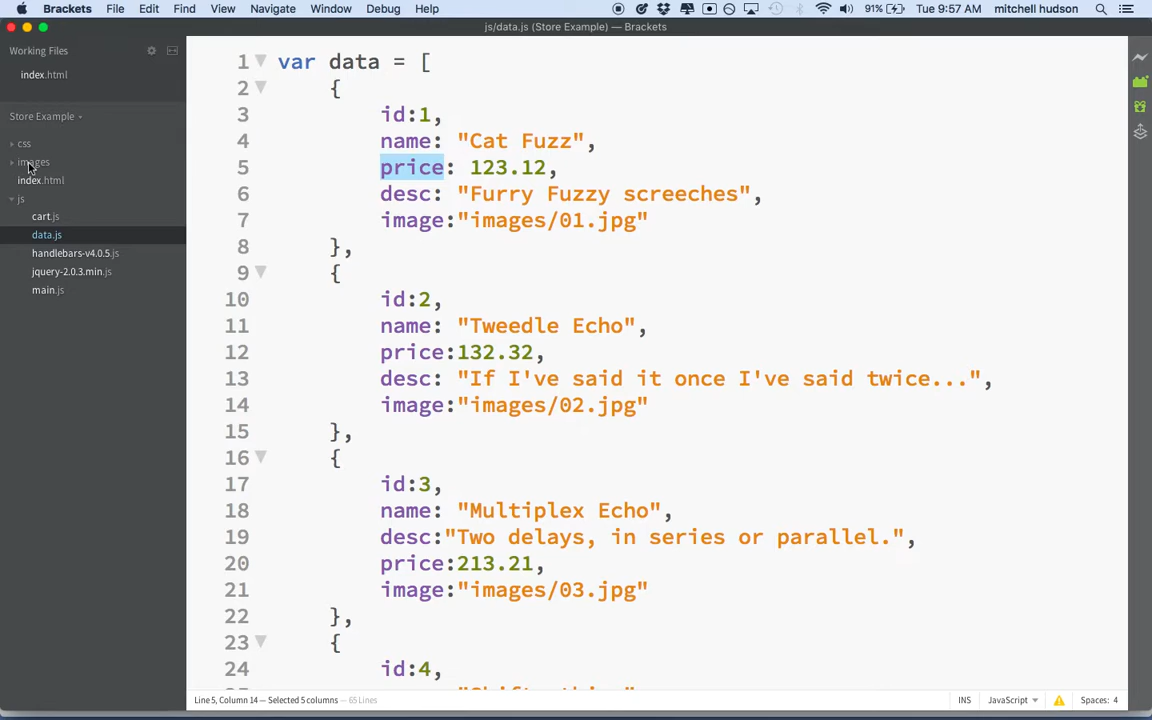 Brackets File Edit Find View Navigate Window Debug Help 91% Tue 9:57 AM mitchell hudson
js/data.js (Store Example) — Brackets
Working Files
index.html
Store Example
css
images
index.html
js
cart.js
data.js
handlebars-v4.0.5.js
jquery-2.0.3.min.js
main.js
1 var data = [
2 {
3 id:1,
4 name: "Cat Fuzz",
5 price: 123.12,
6 desc: "Furry Fuzzy screeches",
7 image:"images/01.jpg"
8 },
9 {
10 id:2,
11 name: "Tweedle Echo",
12 price:132.32,
13 desc: "If I've said it once I've said twice...",
14 image:"images/02.jpg"
15 },
16 {
17 id:3,
18 name: "Multiplex Echo",
19 desc:"Two delays, in series or parallel.",
20 price:213.21,
21 image:"images/03.jpg"
22 },
23 {
24 id:4,
Line 5, Column 14 — Selected 5 columns — 65 Lines INS JavaScript Spaces: 4